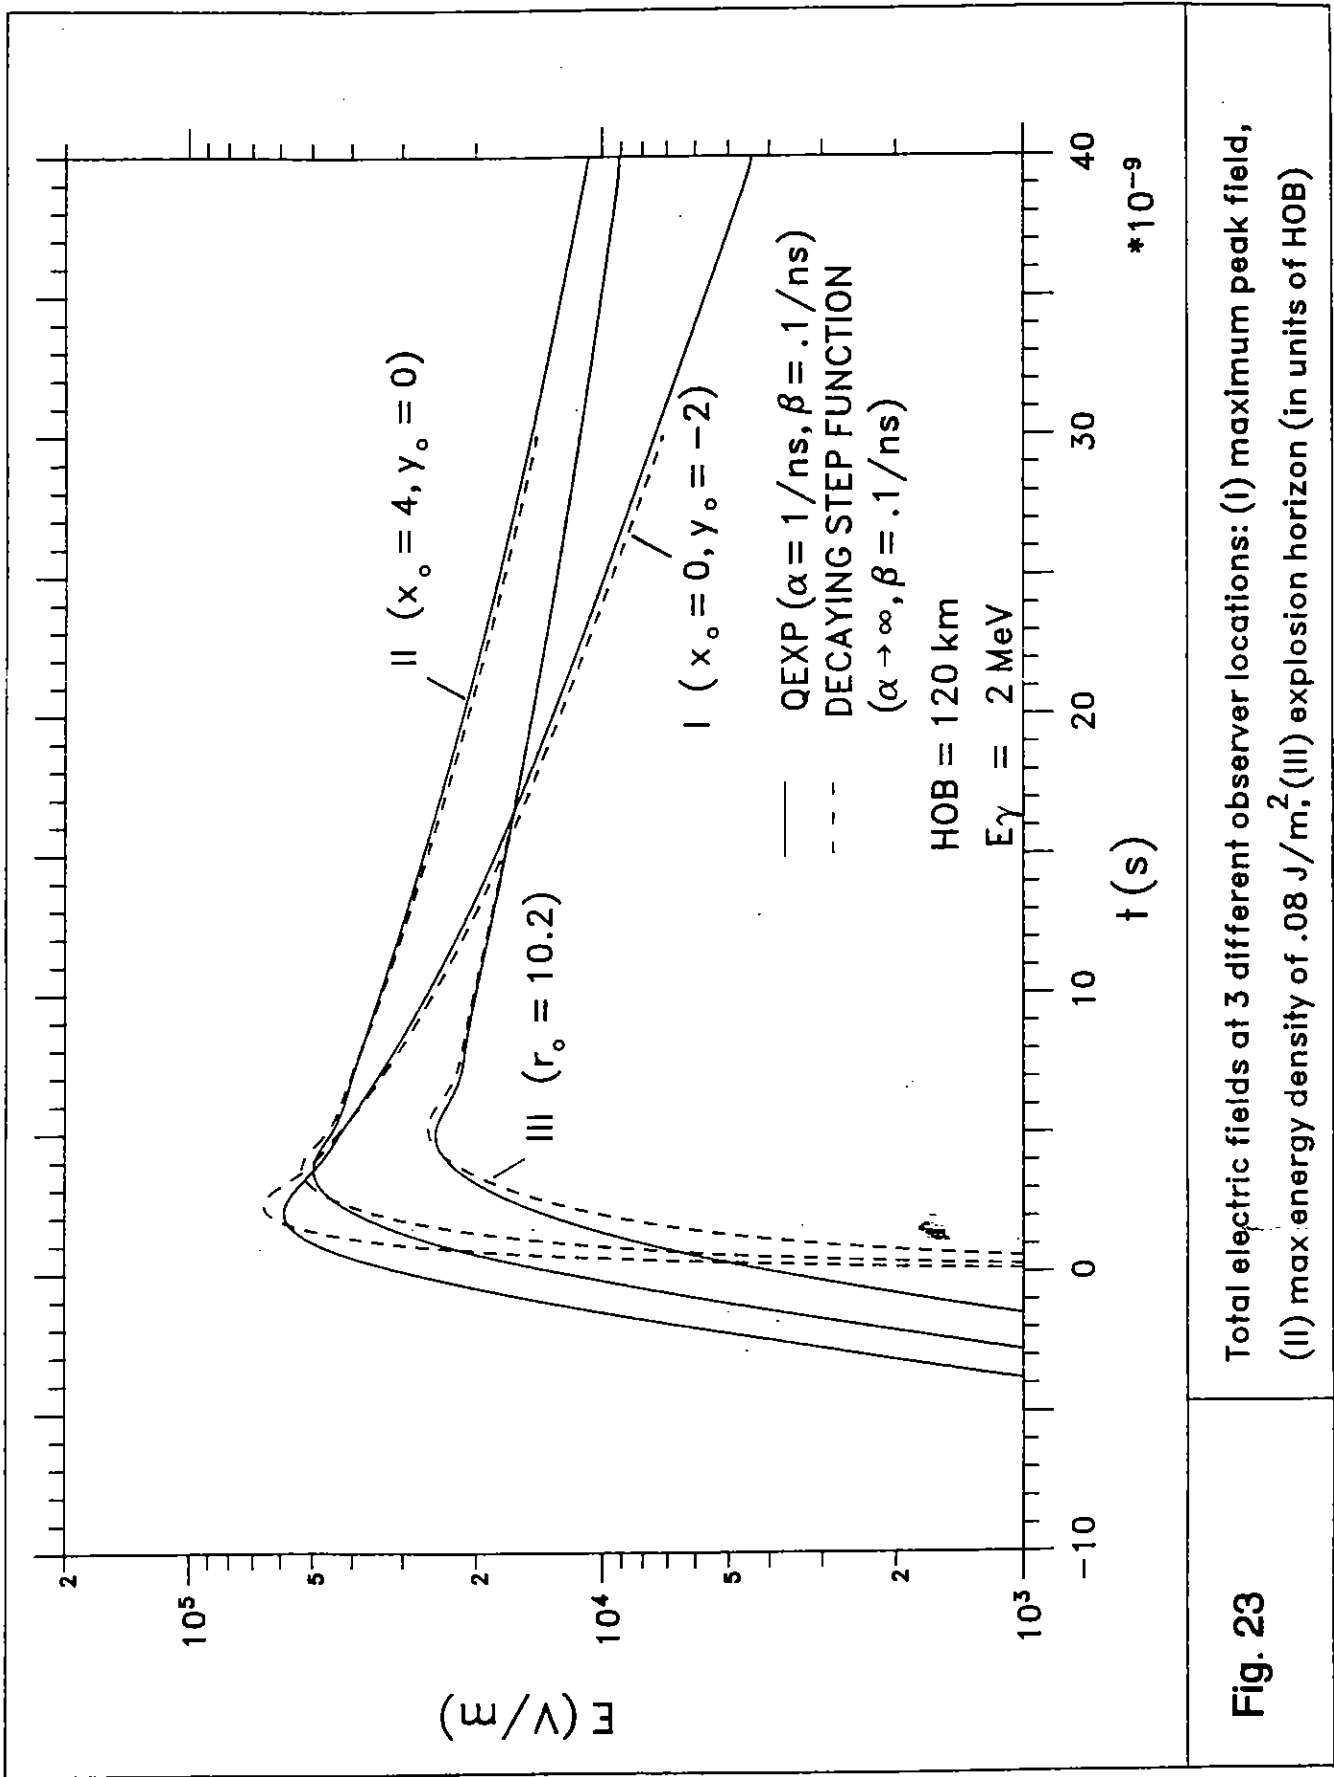 E (V/m)
2
10⁵
5
2
10⁴
5
2
10³
−10
0
10
20
30
40
*10⁻⁹
t (s)
II (x₀ = 4, y₀ = 0)
I (x₀ = 0, y₀ = −2)
III (r₀ = 10.2)
QEXP (α = 1/ns, β = .1/ns)
DECAYING STEP FUNCTION
(α → ∞, β = .1/ns)
HOB = 120 km
Eγ = 2 MeV
Fig. 23
Total electric fields at 3 different observer locations: (I) maximum peak field,
(II) max energy density of .08 J/m², (III) explosion horizon (in units of HOB)